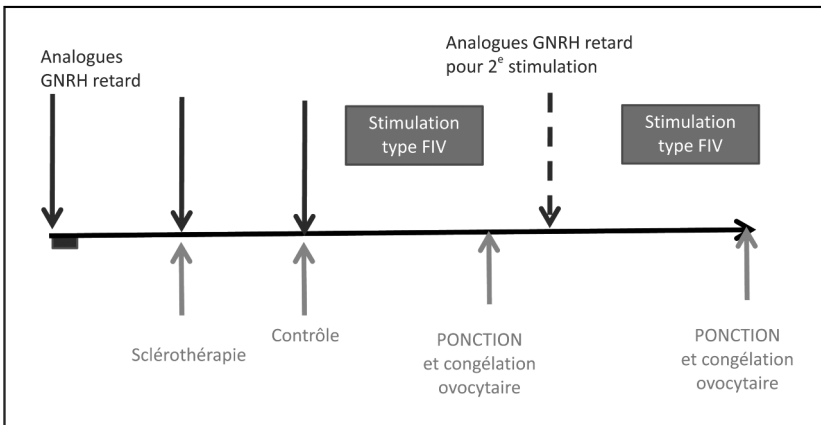 Analogues
GNRH retard
Analogues GNRH retard
pour 2e stimulation
Stimulation
type FIV
Stimulation
type FIV
Sclérothérapie
Contrôle
PONCTION
et congélation
ovocytaire
PONCTION
et congélation
ovocytaire